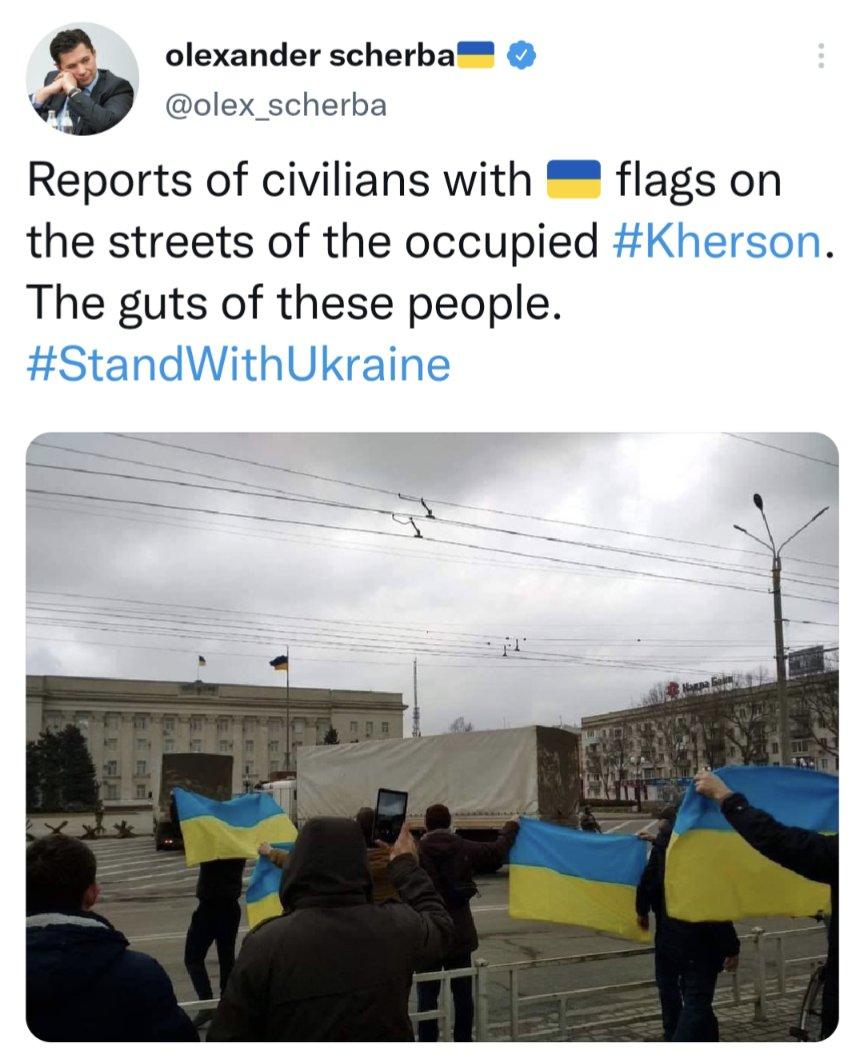 olexander scherba🇺🇦
@olex_scherba
Reports of civilians with 🇺🇦 flags on
the streets of the occupied #Kherson.
The guts of these people.
#StandWithUkraine